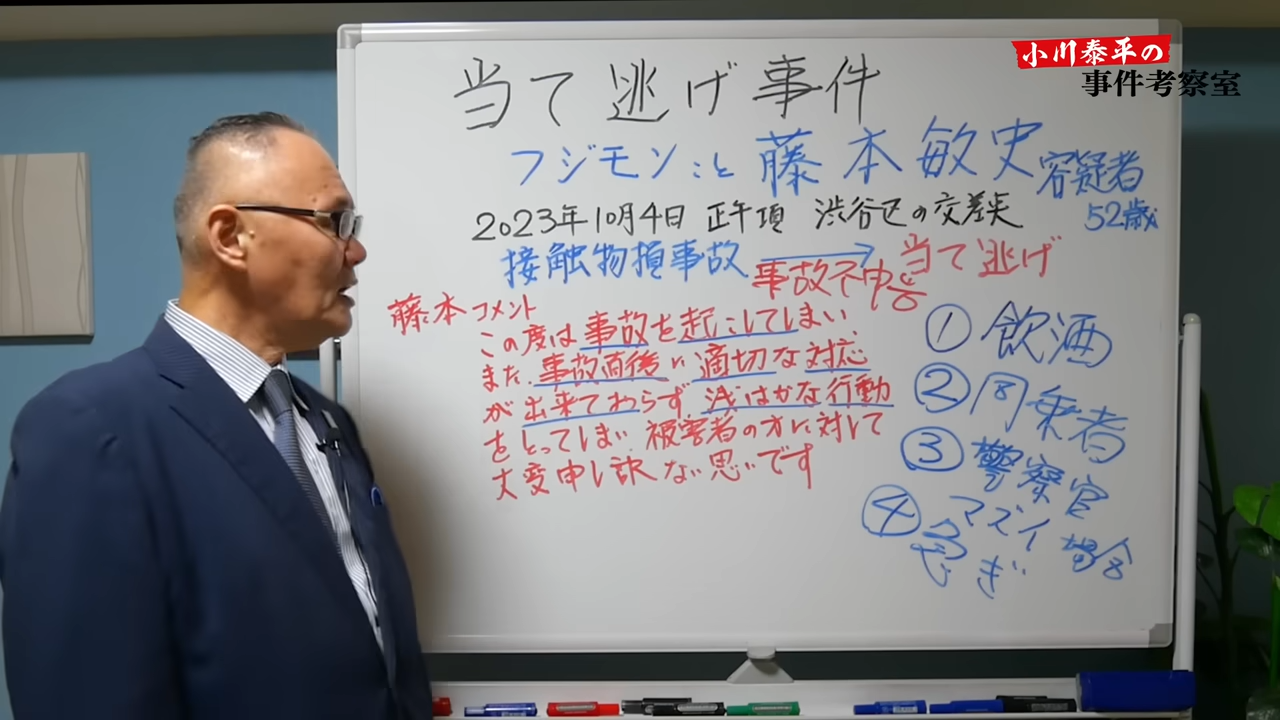 小川泰平の
事件考察室
当て逃げ事件
フジモンこと藤本敏史容疑者
52歳
2023年10月4日 正午頃 渋谷区の交差点
接触物損事故 → 当て逃げ
事故不申告
藤本コメント
この度は事故を起こしてしまい
また、事故直後に適切な対応
が出来ておらず浅はかな行動
をとってしまい被害者の方に対して
大変申し訳ない思いです
①飲酒
②同乗者
③警察官
マズイ場合
④急ぎ